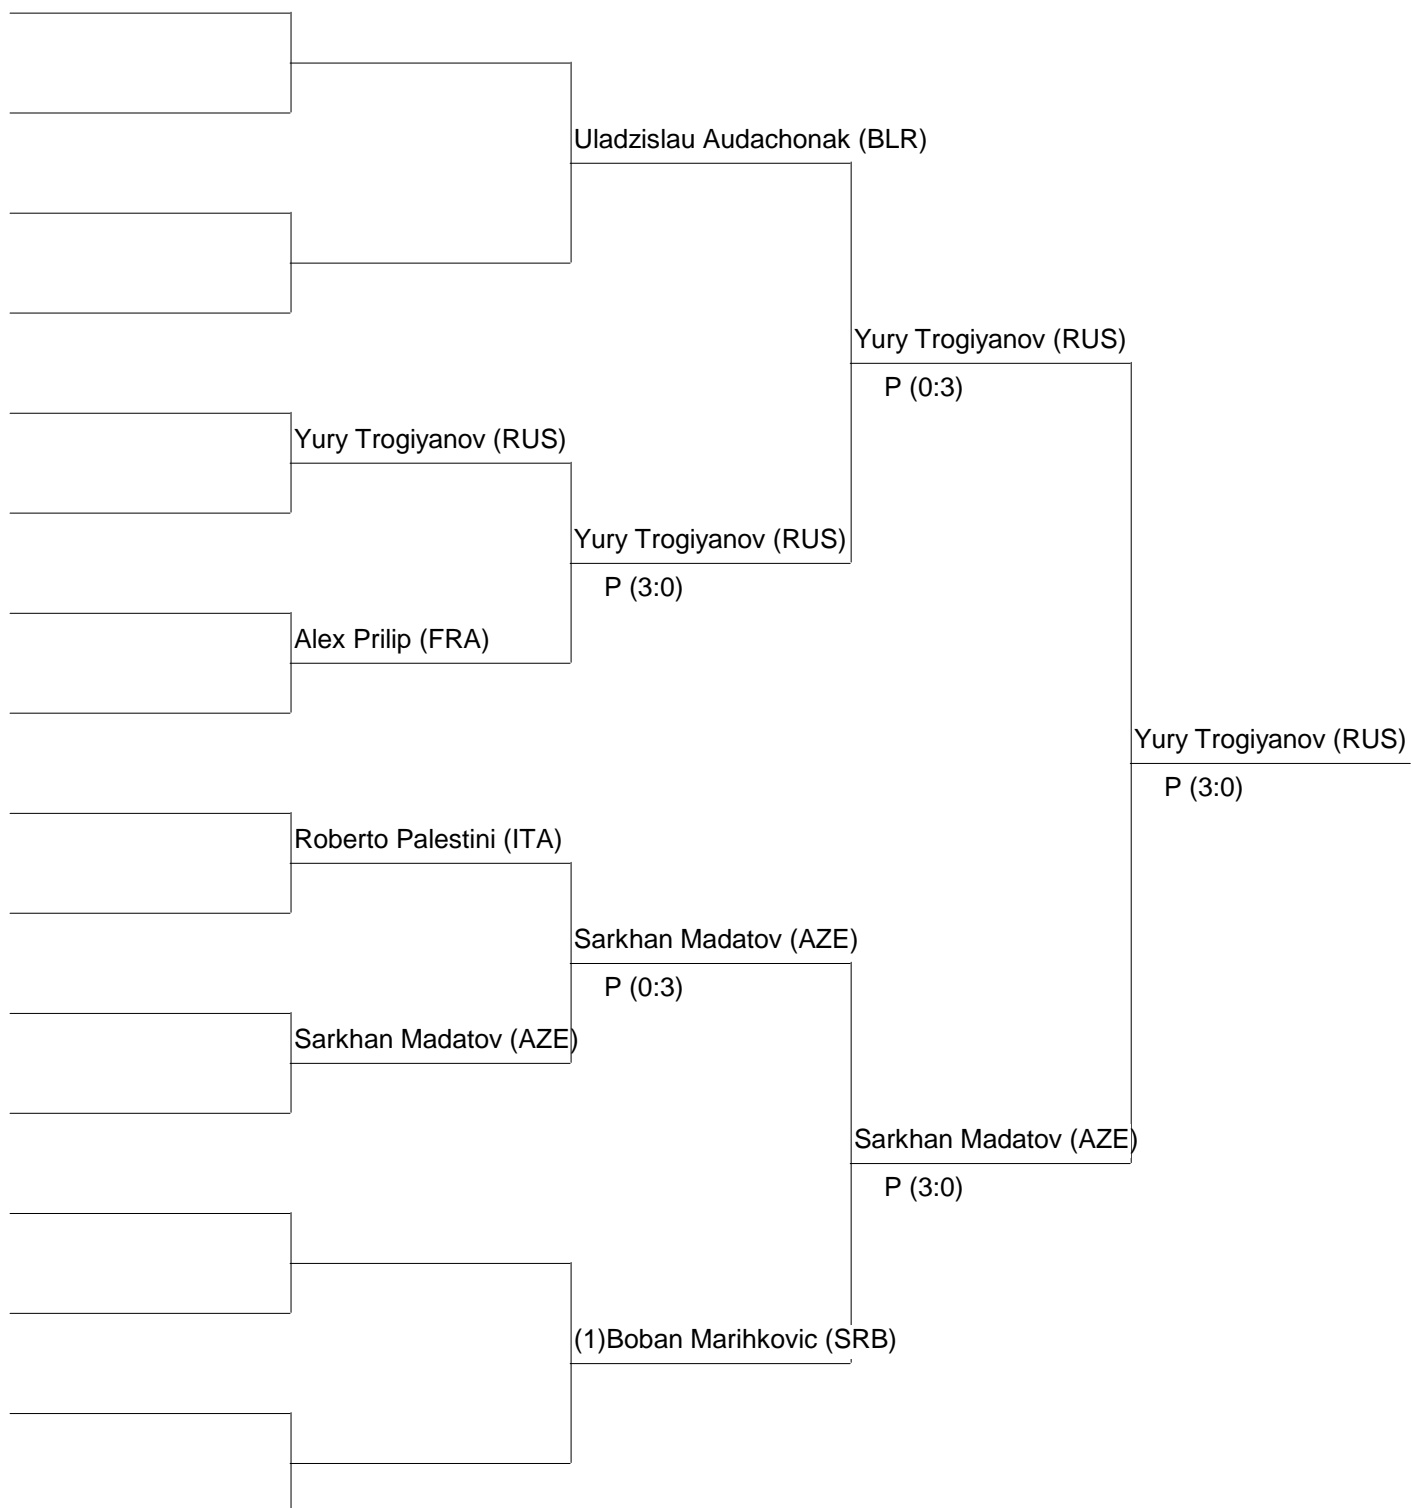 Uladzislau Audachonak (BLR)
Yury Trogiyanov (RUS)
P (0:3)
Yury Trogiyanov (RUS)
Yury Trogiyanov (RUS)
P (3:0)
Alex Prilip (FRA)
Yury Trogiyanov (RUS)
P (3:0)
Roberto Palestini (ITA)
Sarkhan Madatov (AZE)
P (0:3)
Sarkhan Madatov (AZE)
Sarkhan Madatov (AZE)
P (3:0)
(1)Boban Marihkovic (SRB)